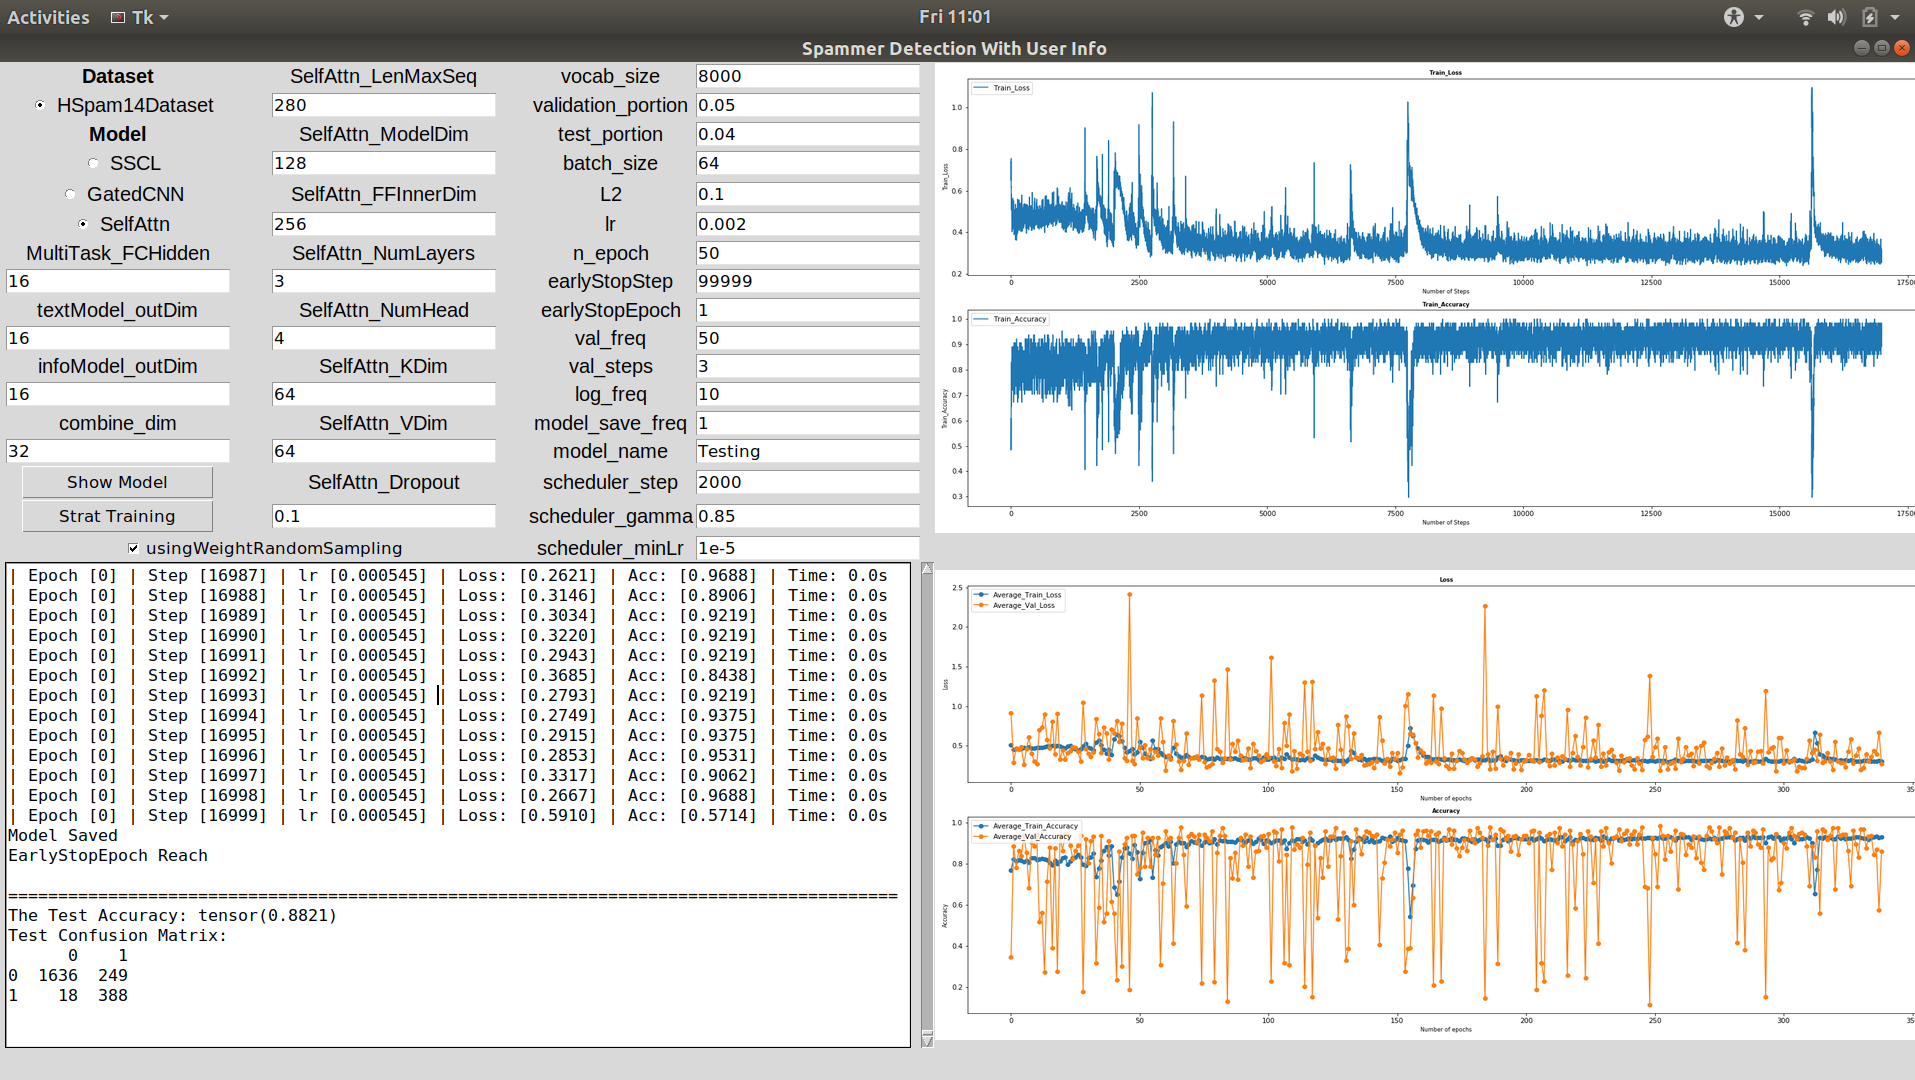 Activities Tk Fri 11:01
Spammer Detection With User Info
Dataset
HSpam14Dataset
Model
SSCL
GatedCNN
SelfAttn
MultiTask_FCHidden
16
textModel_outDim
16
infoModel_outDim
16
combine_dim
32
Show Model
Strat Training
usingWeightRandomSampling
SelfAttn_LenMaxSeq
280
SelfAttn_ModelDim
128
SelfAttn_FFInnerDim
256
SelfAttn_NumLayers
3
SelfAttn_NumHead
4
SelfAttn_KDim
64
SelfAttn_VDim
64
SelfAttn_Dropout
0.1
vocab_size 8000
validation_portion 0.05
test_portion 0.04
batch_size 64
L2 0.1
lr 0.002
n_epoch 50
earlyStopStep 99999
earlyStopEpoch 1
val_freq 50
val_steps 3
log_freq 10
model_save_freq 1
model_name Testing
scheduler_step 2000
scheduler_gamma 0.85
scheduler_minLr 1e-5
| Epoch [0] | Step [16987] | lr [0.000545] | Loss: [0.2621] | Acc: [0.9688] | Time: 0.0s
| Epoch [0] | Step [16988] | lr [0.000545] | Loss: [0.3146] | Acc: [0.8906] | Time: 0.0s
| Epoch [0] | Step [16989] | lr [0.000545] | Loss: [0.3034] | Acc: [0.9219] | Time: 0.0s
| Epoch [0] | Step [16990] | lr [0.000545] | Loss: [0.3220] | Acc: [0.9219] | Time: 0.0s
| Epoch [0] | Step [16991] | lr [0.000545] | Loss: [0.2943] | Acc: [0.9219] | Time: 0.0s
| Epoch [0] | Step [16992] | lr [0.000545] | Loss: [0.3685] | Acc: [0.8438] | Time: 0.0s
| Epoch [0] | Step [16993] | lr [0.000545] | Loss: [0.2793] | Acc: [0.9219] | Time: 0.0s
| Epoch [0] | Step [16994] | lr [0.000545] | Loss: [0.2749] | Acc: [0.9375] | Time: 0.0s
| Epoch [0] | Step [16995] | lr [0.000545] | Loss: [0.2915] | Acc: [0.9375] | Time: 0.0s
| Epoch [0] | Step [16996] | lr [0.000545] | Loss: [0.2853] | Acc: [0.9531] | Time: 0.0s
| Epoch [0] | Step [16997] | lr [0.000545] | Loss: [0.3317] | Acc: [0.9062] | Time: 0.0s
| Epoch [0] | Step [16998] | lr [0.000545] | Loss: [0.2667] | Acc: [0.9688] | Time: 0.0s
| Epoch [0] | Step [16999] | lr [0.000545] | Loss: [0.5910] | Acc: [0.5714] | Time: 0.0s
Model Saved
EarlyStopEpoch Reach
The Test Accuracy: tensor(0.8821)
Test Confusion Matrix:
0 1
0 1636 249
1 18 388
Train_Loss
Train_Loss
Train_Loss
1.0
0.8
0.6
0.4
0.2
0 2500 5000 7500 10000 12500 15000 17500
Number of Steps
Train_Accuracy
Train_Accuracy
Train_Accuracy
1.0
0.9
0.8
0.7
0.6
0.5
0.4
0.3
0 2500 5000 7500 10000 12500 15000 17500
Number of Steps
Loss
Average_Train_Loss
Average_Val_Loss
Loss
2.5
2.0
1.5
1.0
0.5
0 50 100 150 200 250 300 35
Number of epochs
Accuracy
Average_Train_Accuracy
Average_Val_Accuracy
Accuracy
1.0
0.8
0.6
0.4
0.2
0 50 100 150 200 250 300 35
Number of epochs